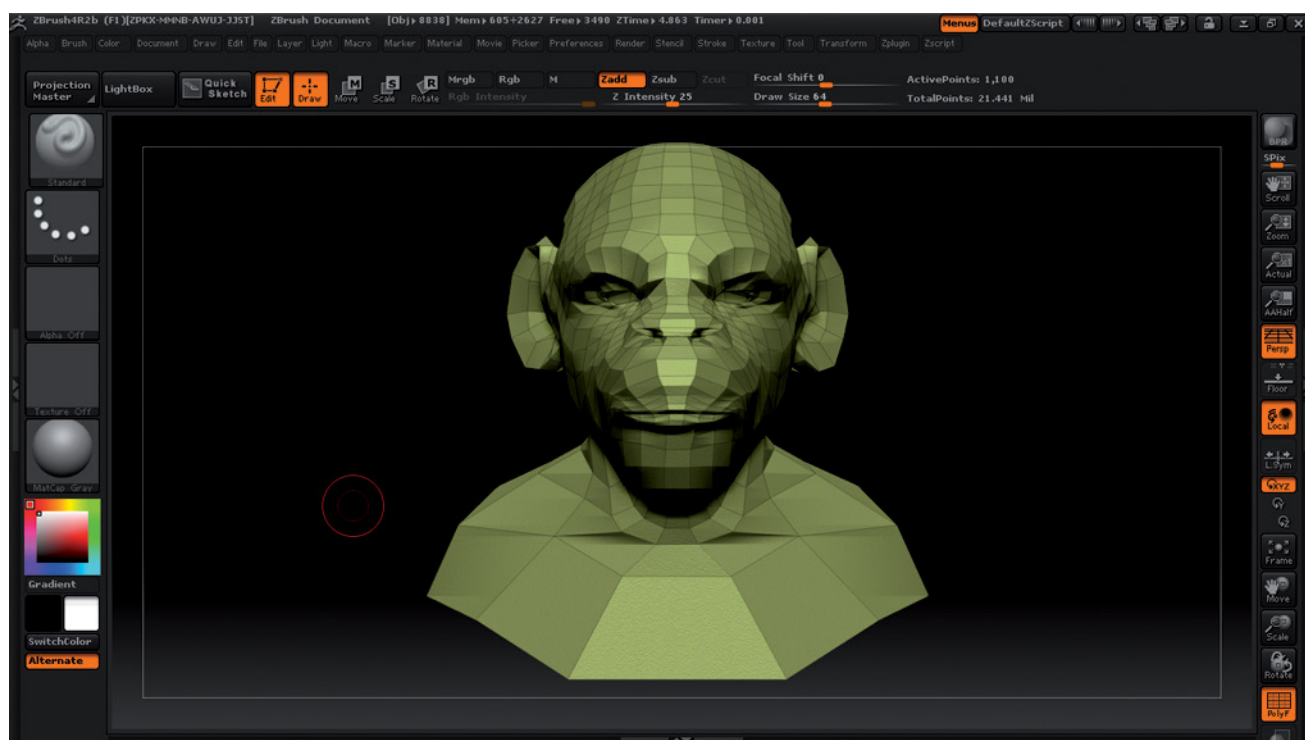 ZBrush4R2b (F1)[ZPKX-MMNB-AWUJ-JJST] ZBrush Document [Obj▸ 8838] Mem▸ 605+2627 Free▸ 3490 ZTime▸ 4.863 Timer▸ 0.001 Menus DefaultZScript
Alpha Brush Color Document Draw Edit File Layer Light Macro Marker Material Movie Picker Preferences Render Stencil Stroke Texture Tool Transform Zplugin Zscript
Projection Master
LightBox
Quick Sketch
Edit
Draw
M
Move
S
Scale
R
Rotate
Mrgb Rgb M
Rgb Intensity
Zadd Zsub Zcut
Z Intensity 25
Focal Shift 0
Draw Size 64
ActivePoints: 1,100
TotalPoints: 21.441 Mil
Standard
Dots
Alpha Off
Texture Off
MatCap Gray
Gradient
SwitchColor
Alternate
BPR
SPix
Scroll
Zoom
Actual
AAHalf
Persp
Floor
Local
L.Sym
XYZ
Y
Z
Frame
Move
Scale
Rotate
PolyF